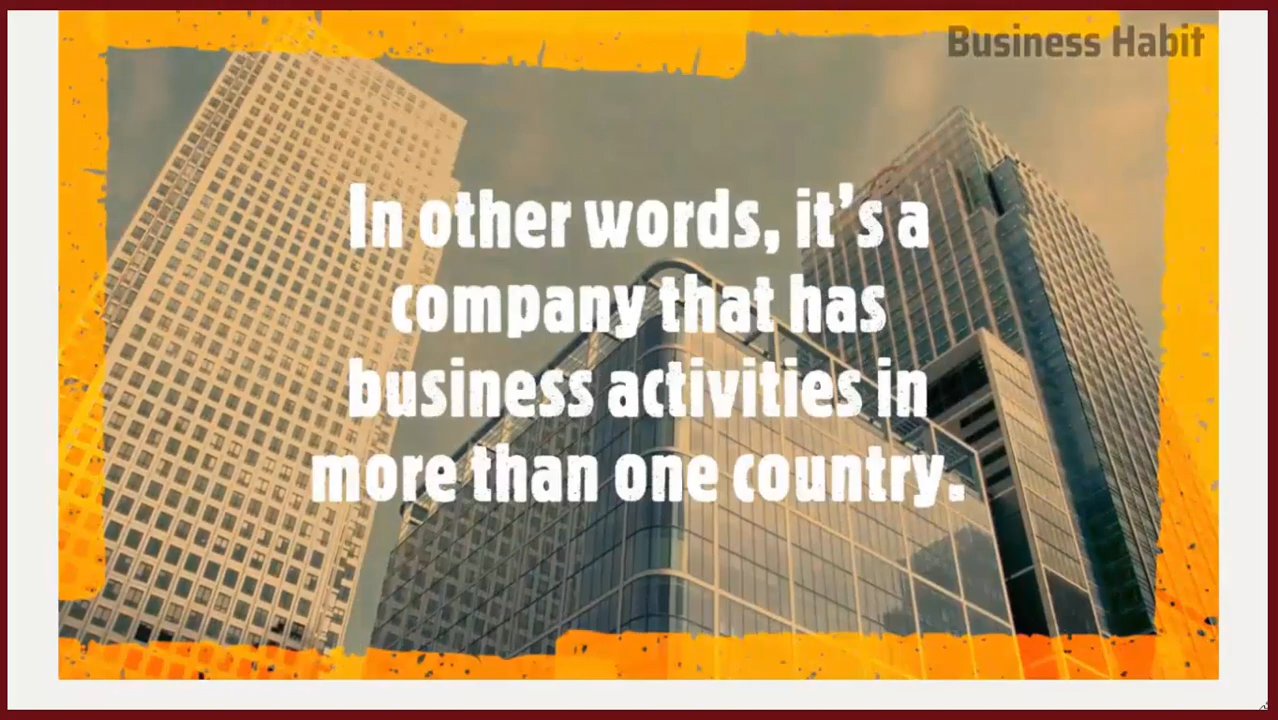 Business Habit
In other words, it’s a
company that has
business activities in
more than one country.